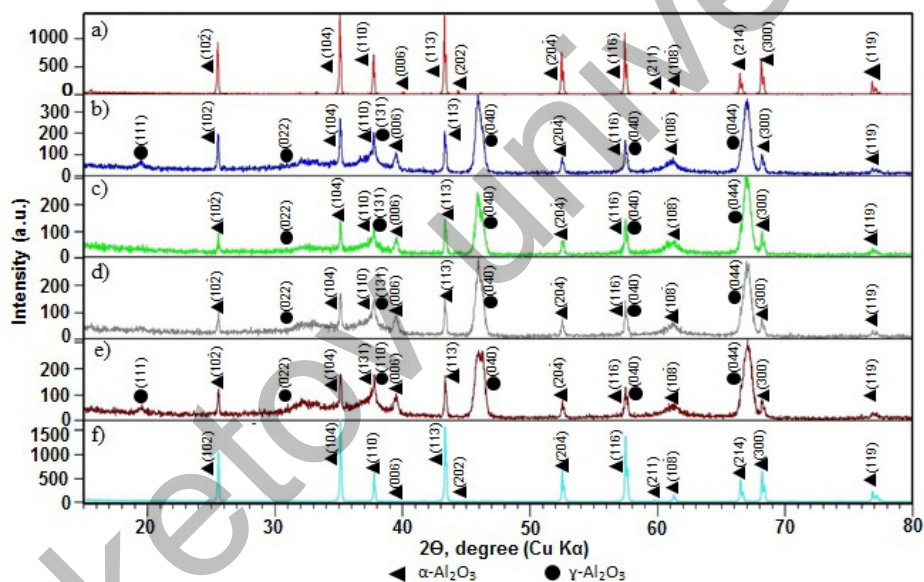 a)
(102) (104) (110) (006) (113) (202) (204) (116) (211) (108) (214) (300) (119)
1000
500
0
b)
(111) (102) (022) (104) (110) (131) (006) (113) (040) (204) (116) (040) (108) (044) (300) (119)
300
200
100
0
c)
(102) (022) (104) (110) (131) (006) (113) (040) (204) (116) (040) (108) (044) (300) (119)
200
100
0
d)
(102) (022) (104) (110) (131) (006) (113) (040) (204) (116) (040) (108) (044) (300) (119)
200
100
0
e)
(111) (102) (022) (104) (131) (110) (006) (113) (040) (204) (116) (040) (108) (044) (300) (119)
200
100
0
f)
(102) (104) (110) (006) (113) (202) (204) (116) (211) (108) (214) (300) (119)
1500
1000
500
0
Intensity (a.u.)
20 30 40 50 60 70 80
2Θ, degree (Cu Kα)
α-Al₂O₃ γ-Al₂O₃
ketov unive